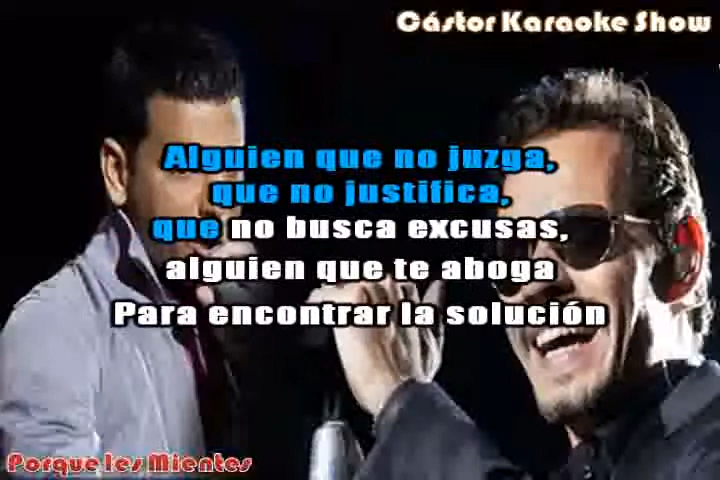 Cástor Karaoke Show
Alguien que no juzga,
que no justifica,
que no busca excusas,
alguien que te aboga
Para encontrar la solución
Porque les Mientes